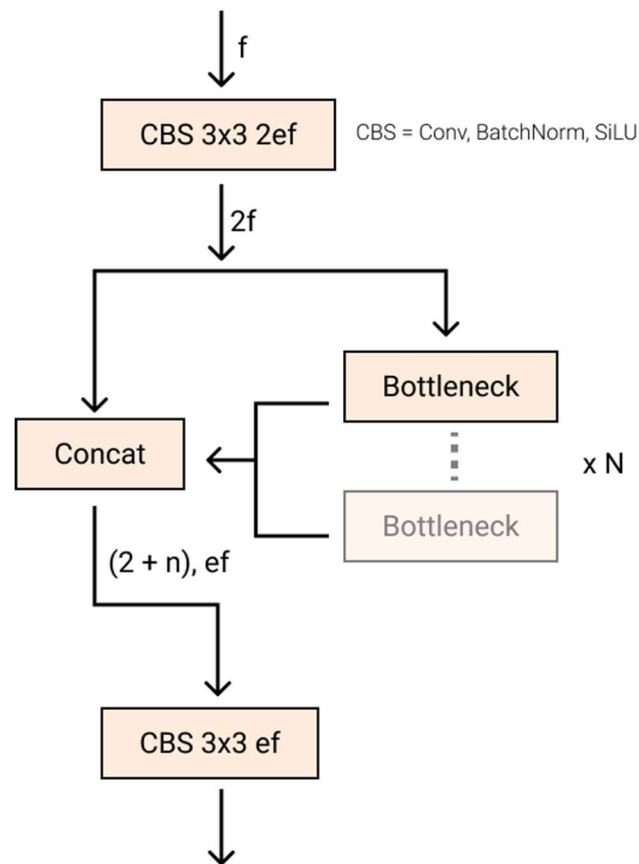 f
CBS 3x3 2ef
CBS = Conv, BatchNorm, SiLU
2f
Bottleneck
Concat
x N
Bottleneck
(2 + n), ef
CBS 3x3 ef